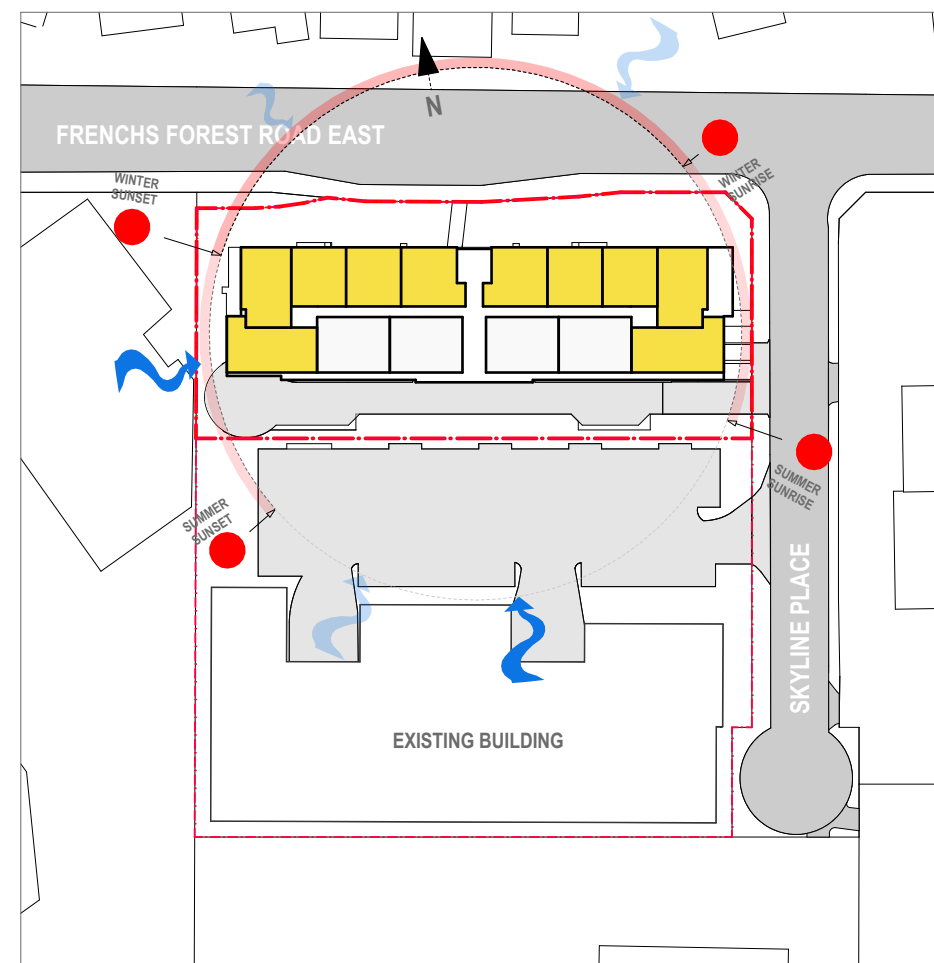 N
FRENCHS FOREST ROAD EAST
WINTER
SUNSET
WINTER
SUNRISE
SUMMER
SUNRISE
SUMMER
SUNSET
SKYLINE PLACE
EXISTING BUILDING